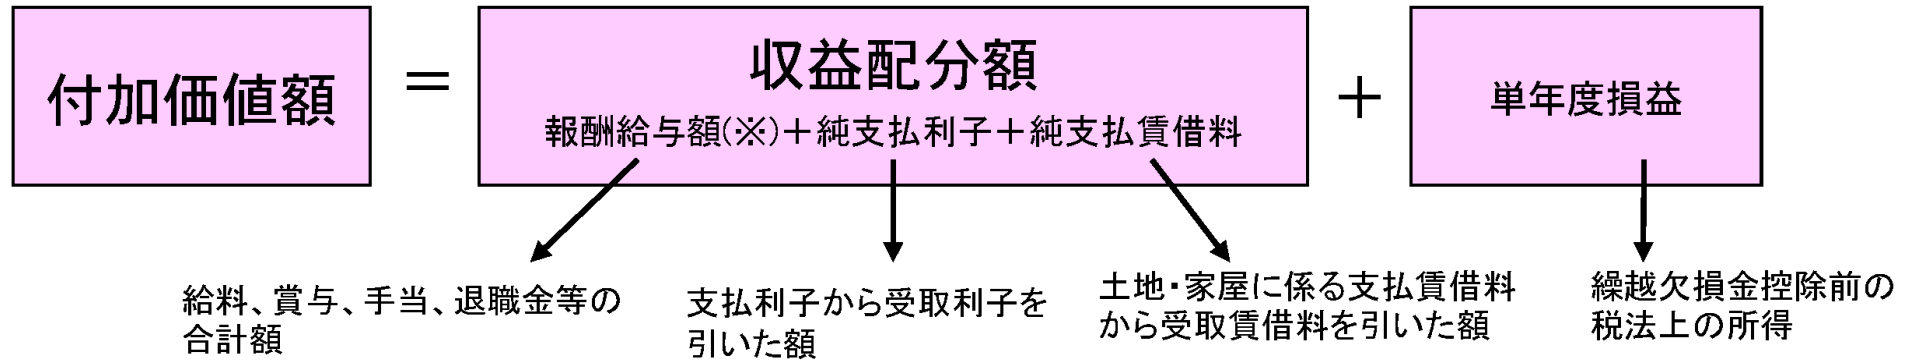 付加価値額
＝
収益配分額
報酬給与額(※)＋純支払利子＋純支払賃借料
＋
単年度損益
給料、賞与、手当、退職金等の
合計額
支払利子から受取利子を
引いた額
土地・家屋に係る支払賃借料
から受取賃借料を引いた額
繰越欠損金控除前の
税法上の所得